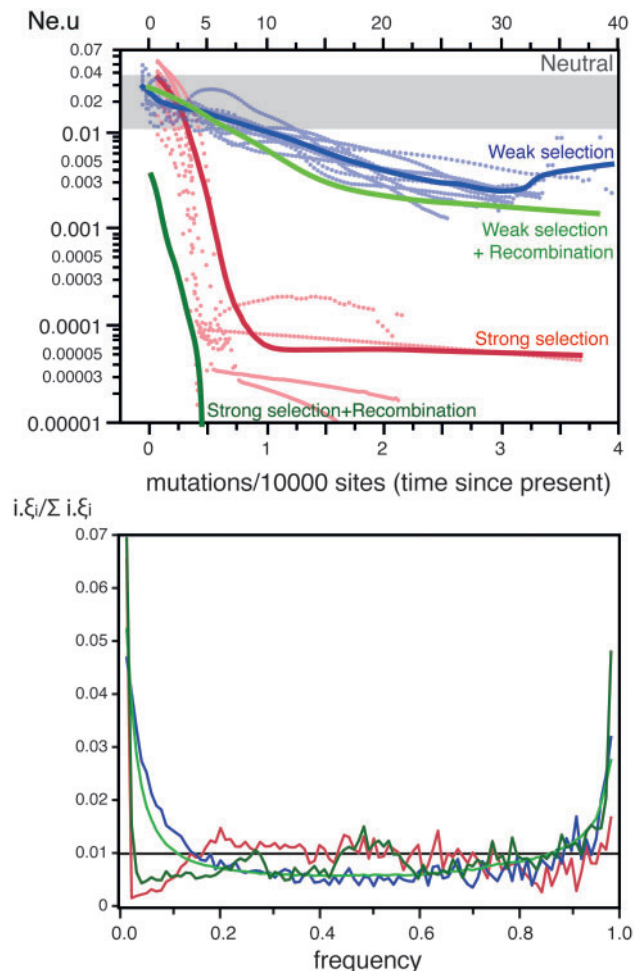 Ne.u
0 5 10 15 20 25 30 35 40
0.07
0.04
0.02
0.01
0.005
0.003
0.001
0.0005
0.0003
0.0001
0.00005
0.00003
0.00001
Neutral
Weak selection
Weak selection
+ Recombination
Strong selection
Strong selection+Recombination
0 .5 1 2 3 4
mutations/10000 sites (time since present)
i.ξi/Σ i.ξi
0.07
0.06
0.05
0.04
0.03
0.02
0.01
0
0.0 0.2 0.4 0.6 0.8 1.0
frequency